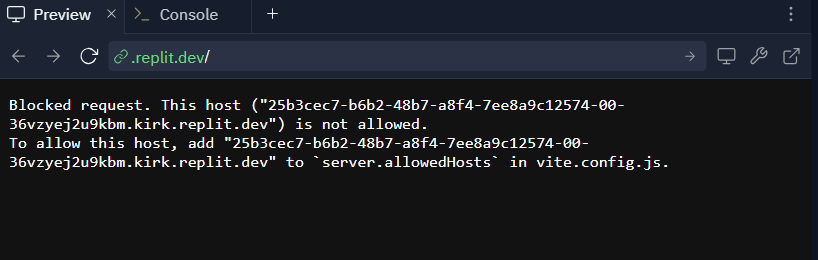 Preview
Console
.replit.dev/
Blocked request. This host ("25b3cec7-b6b2-48b7-a8f4-7ee8a9c12574-00-
36vzyej2u9kbm.kirk.replit.dev") is not allowed.
To allow this host, add "25b3cec7-b6b2-48b7-a8f4-7ee8a9c12574-00-
36vzyej2u9kbm.kirk.replit.dev" to `server.allowedHosts` in vite.config.js.